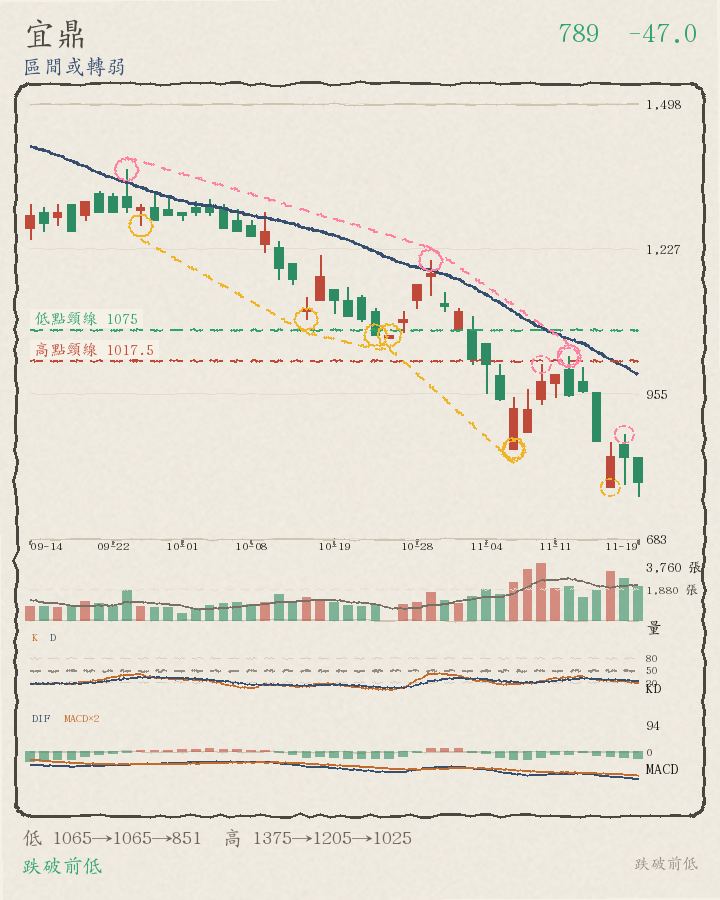 宜鼎
789 -47.0
區間或轉弱
1,498
1,227
低點頸線 1075
高點頸線 1017.5
955
683
09-14 09-22 10-01 10-08 10-19 10-28 11-04 11-11 11-19
3,760 張
1,880 張
量
K D
80
50
20
KD
DIF MACD×2
94
0
MACD
低 1065→1065→851 高 1375→1205→1025
跌破前低
跌破前低